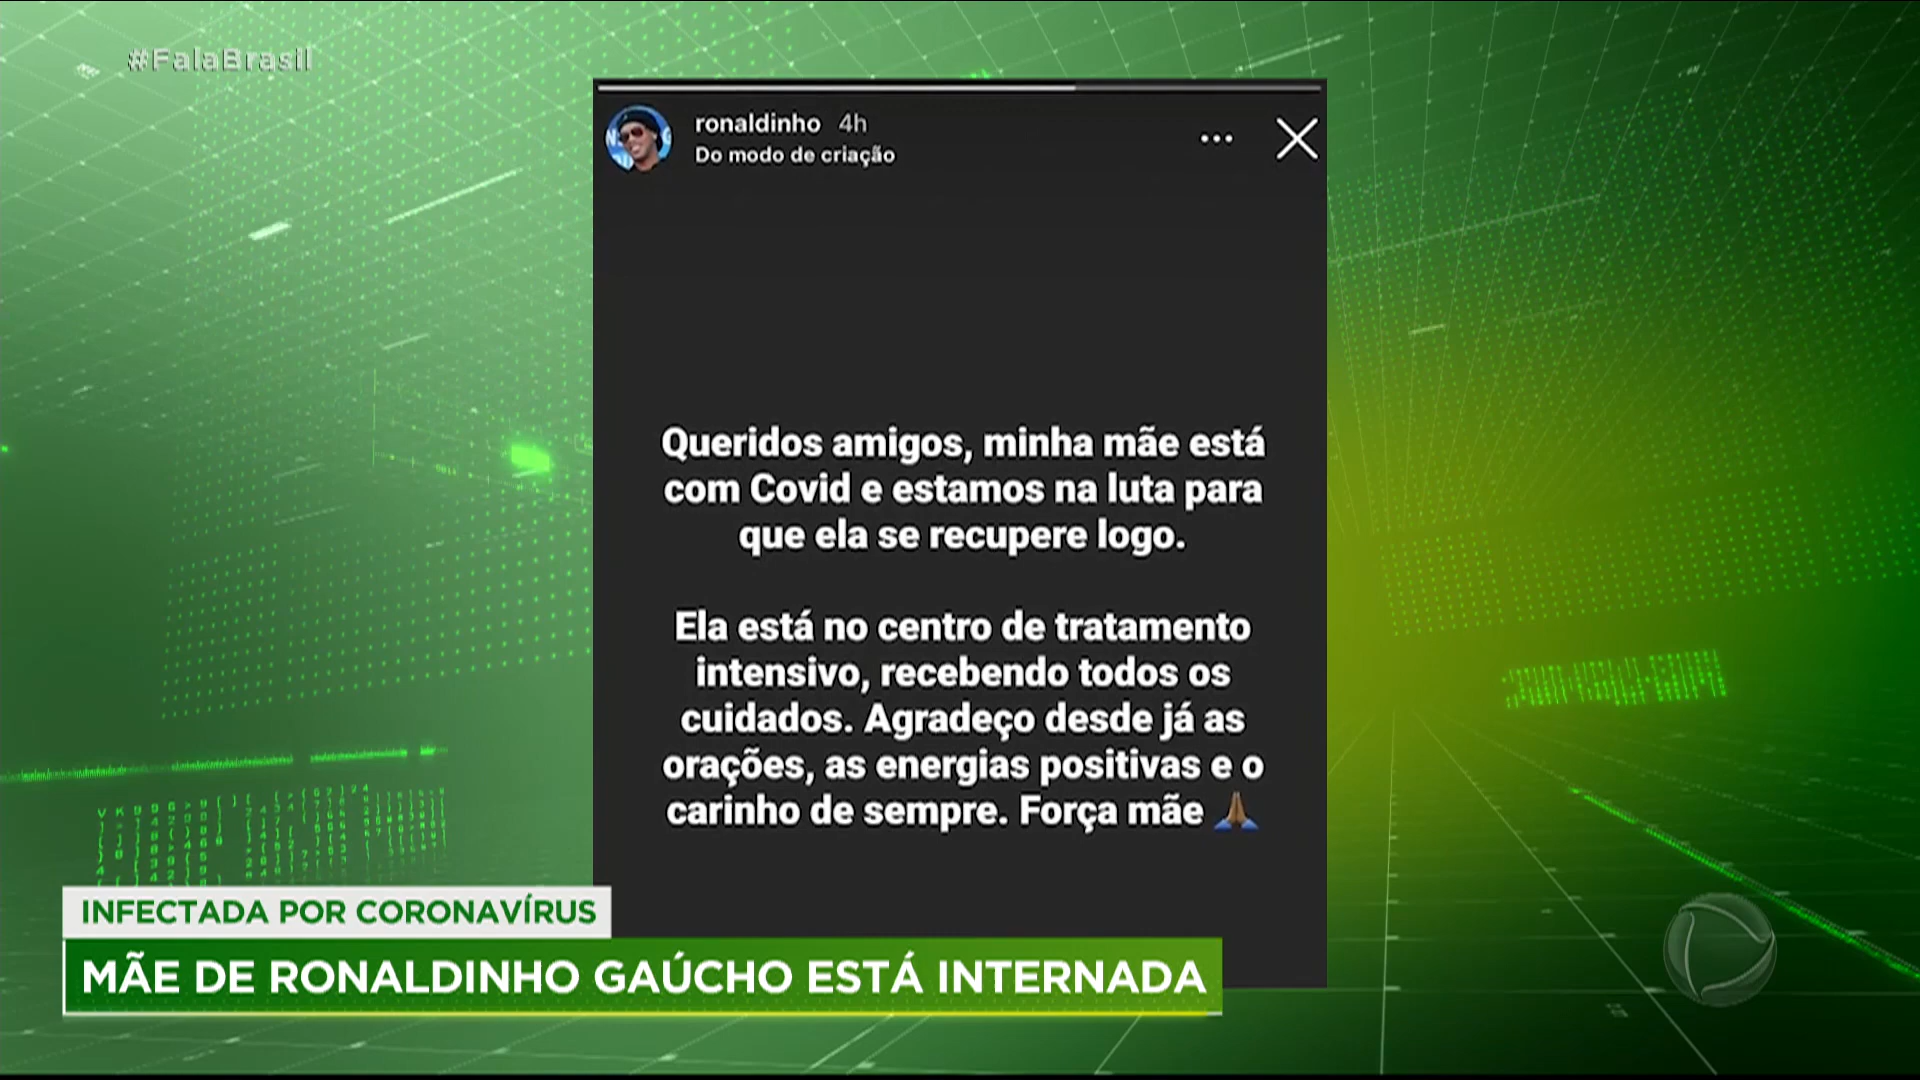 #FalaBrasil
ronaldinho 4h
Do modo de criação
Queridos amigos, minha mãe está
com Covid e estamos na luta para
que ela se recupere logo.
Ela está no centro de tratamento
intensivo, recebendo todos os
cuidados. Agradeço desde já as
orações, as energias positivas e o
carinho de sempre. Força mãe 🙏🏾
INFECTADA POR CORONAVÍRUS
MÃE DE RONALDINHO GAÚCHO ESTÁ INTERNADA